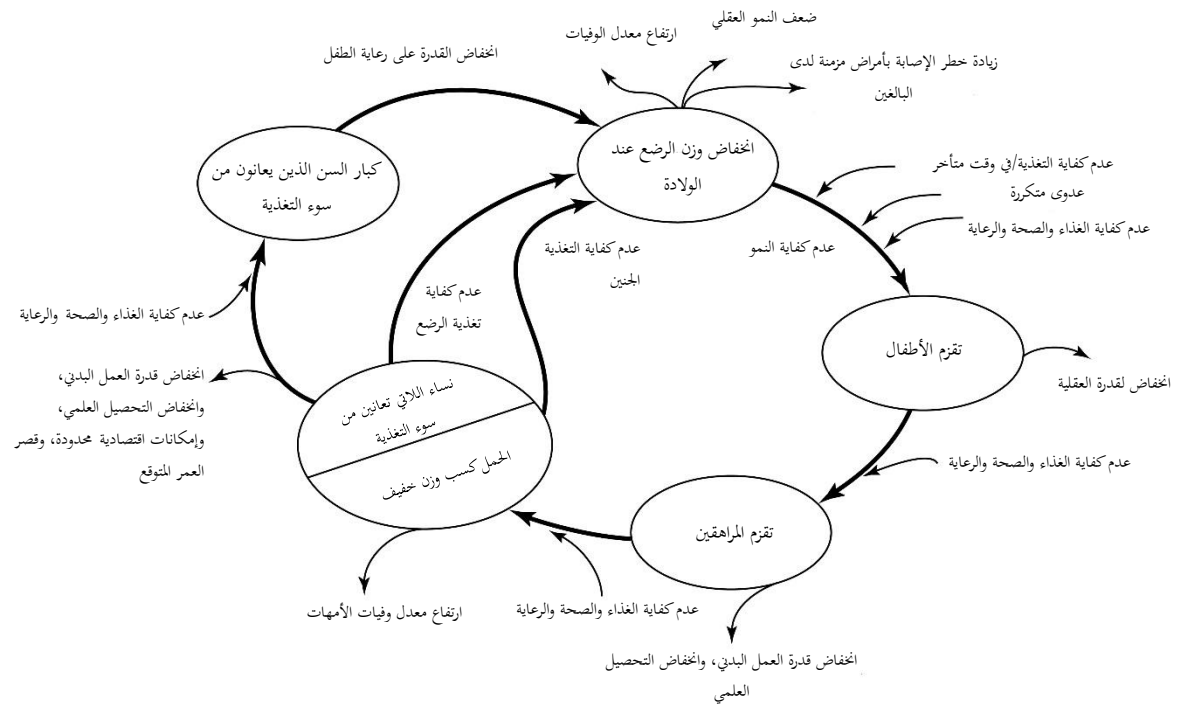 ضعف النمو العقلي
ارتفاع معدل الوفيات
انخفاض القدرة على رعاية الطفل
زيادة خطر الإصابة بأمراض مزمنة لدى
البالغين
انخفاض وزن الرضع عند
الولادة
كبار السن الذين يعانون من
سوء التغذية
عدم كفاية التغذية/في وقت متأخر
عدوى متكررة
عدم كفاية الغذاء والصحة والرعاية
عدم كفاية النمو
عدم كفاية التغذية
الجنين
عدم كفاية
تغذية الرضع
عدم كفاية الغذاء والصحة والرعاية
تقزم الأطفال
انخفاض لقدرة العقلية
انخفاض قدرة العمل البدني،
وانخفاض التحصيل العلمي،
وإمكانات اقتصادية محدودة، وقصر
العمر المتوقع
نساء اللاتي تعانين من
سوء التغذية
الحمل كسب وزن خفيف
عدم كفاية الغذاء والصحة والرعاية
تقزم المراهقين
عدم كفاية الغذاء والصحة والرعاية
ارتفاع معدل وفيات الأمهات
انخفاض قدرة العمل البدني، وانخفاض التحصيل
العلمي